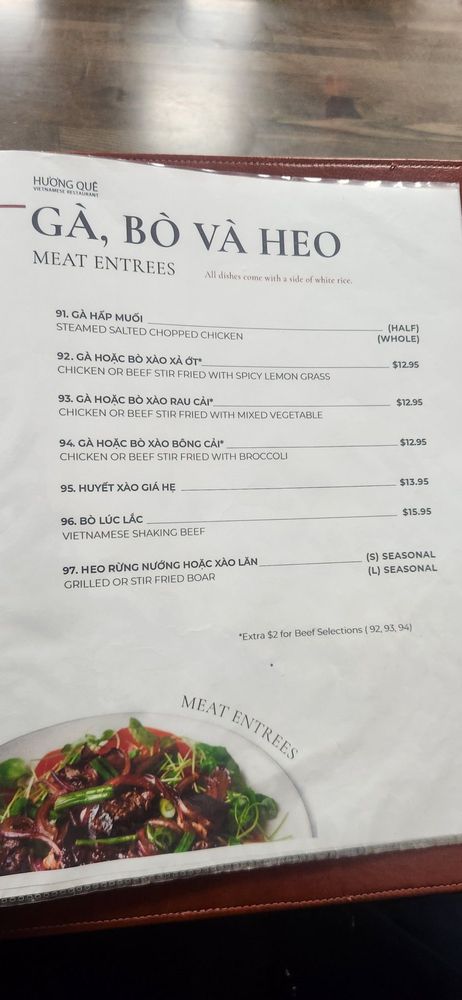 HƯƠNG QUÊ
VIETNAMESE RESTAURANT
GÀ, BÒ VÀ HEO
MEAT ENTREES
All dishes come with a side of white rice.
91. GÀ HẤP MUỐI (HALF)
STEAMED SALTED CHOPPED CHICKEN (WHOLE)
92. GÀ HOẶC BÒ XÀO XẢ ỚT* $12.95
CHICKEN OR BEEF STIR FRIED WITH SPICY LEMON GRASS
93. GÀ HOẶC BÒ XÀO RAU CẢI* $12.95
CHICKEN OR BEEF STIR FRIED WITH MIXED VEGETABLE
94. GÀ HOẶC BÒ XÀO BÔNG CẢI* $12.95
CHICKEN OR BEEF STIR FRIED WITH BROCCOLI
95. HUYẾT XÀO GIÁ HẸ $13.95
96. BÒ LÚC LẮC $15.95
VIETNAMESE SHAKING BEEF
97. HEO RỪNG NƯỚNG HOẶC XÀO LĂN (S) SEASONAL
GRILLED OR STIR FRIED BOAR (L) SEASONAL
*Extra $2 for Beef Selections ( 92, 93, 94)
MEAT ENTREES